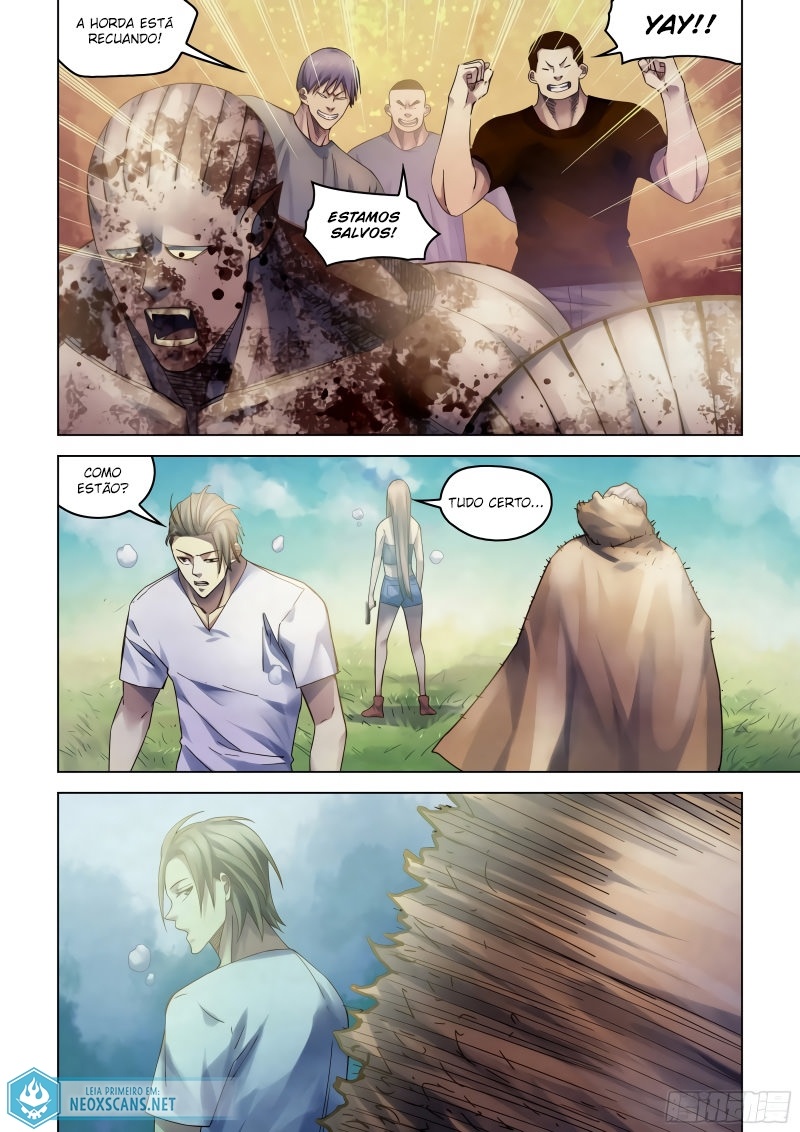 A HORDA ESTÁ
RECUANDO!
YAY!!
ESTAMOS
SALVOS!
COMO
ESTÃO?
TUDO CERTO...
LEIA PRIMEIRO EM:
NEOXSCANS.NET